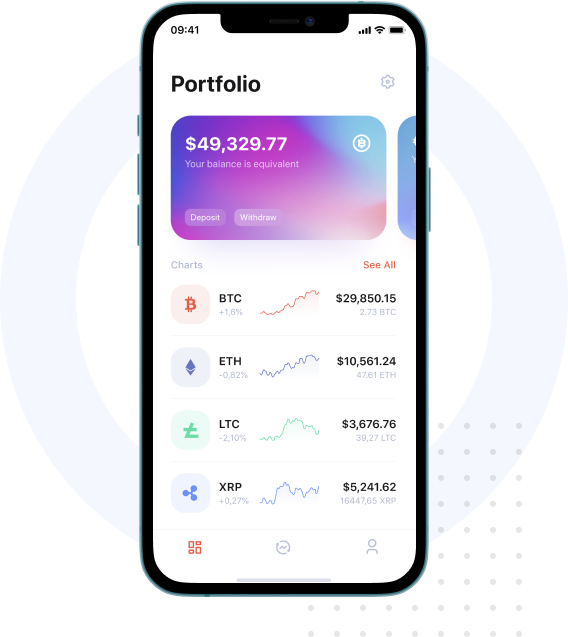 09:41
Portfolio
$49,329.77
Your balance is equivalent
Deposit Withdraw
Charts See All
BTC $29,850.15
+1,6% 2.73 BTC
ETH $10,561.24
-0,82% 47.61 ETH
LTC $3,676.76
-2,10% 39,27 LTC
XRP $5,241.62
+0,27% 16447,65 XRP